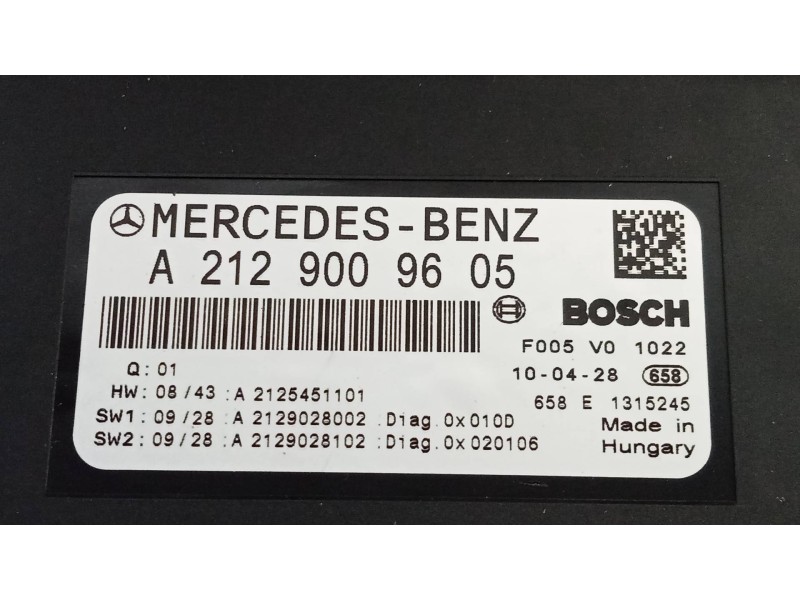 MERCEDES-BENZ
A 212 900 96 05
BOSCH
F005 V0 1022
Q: 01
10-04-28 658
HW: 08/43 :A 2125451101
658 E 1315245
SW1: 09/28 :A 2129028002 :Diag.0x010D
Made in
SW2: 09/28 :A 2129028102 :Diag.0x020106
Hungary